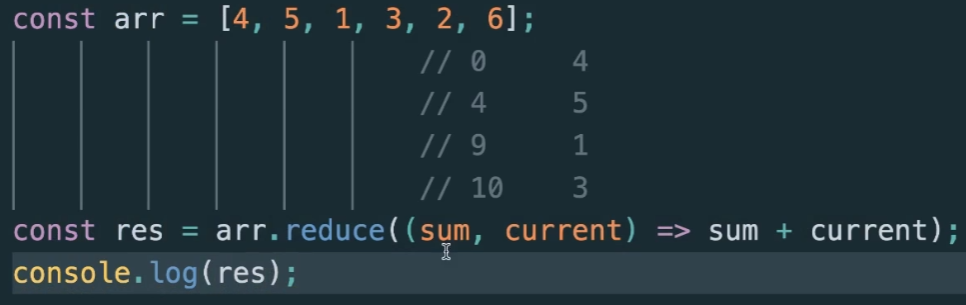 const arr = [4, 5, 1, 3, 2, 6];
// 0 4
// 4 5
// 9 1
// 10 3
const res = arr.reduce((sum, current) => sum + current);
console.log(res);